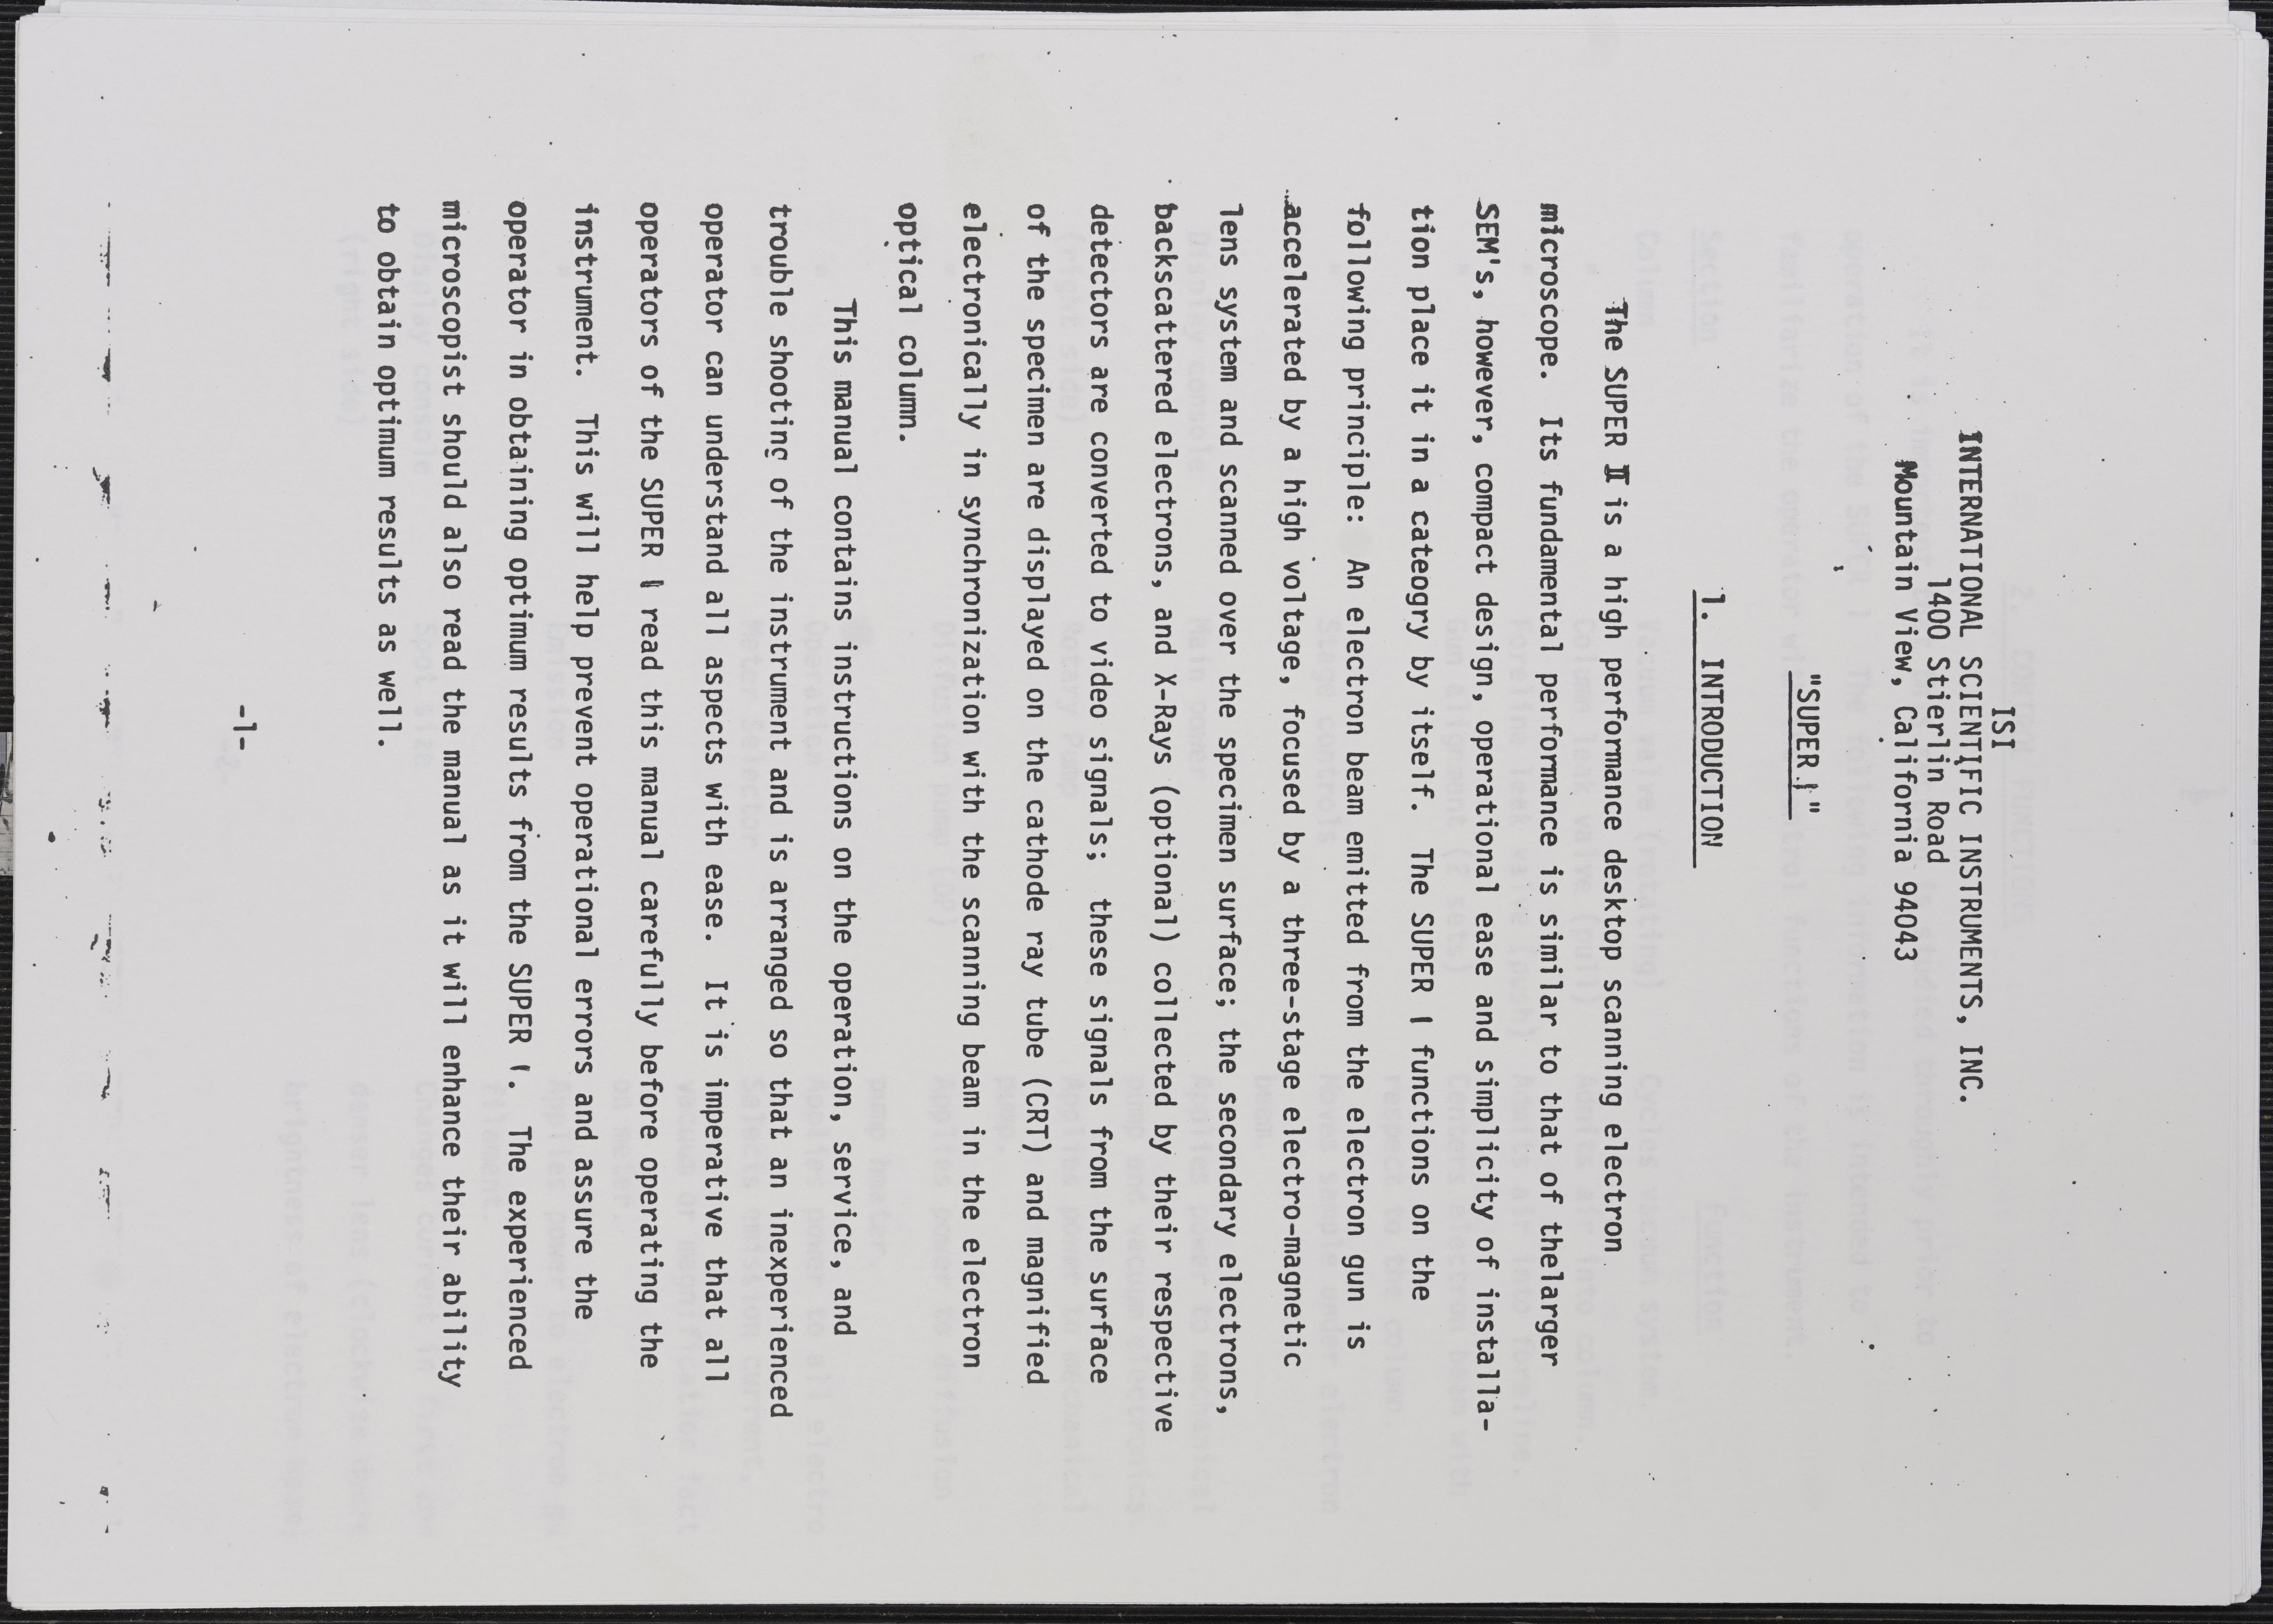 ISI
INTERNATIONAL SCIENTIFIC INSTRUMENTS, INC.
1400 Stierlin Road
Mountain View, California 94043
"SUPER I"
1. INTRODUCTION
The SUPER II is a high performance desktop scanning electron
microscope. Its fundamental performance is similar to that of thelarger
SEM's, however, compact design, operational ease and simplicity of installa-
tion place it in a cateogry by itself. The SUPER I functions on the
following principle: An electron beam emitted from the electron gun is
accelerated by a high voltage, focused by a three-stage electro-magnetic
lens system and scanned over the specimen surface; the secondary electrons,
backscattered electrons, and X-Rays (optional) collected by their respective
detectors are converted to video signals; these signals from the surface
of the specimen are displayed on the cathode ray tube (CRT) and magnified
electronically in synchronization with the scanning beam in the electron
optical column.
This manual contains instructions on the operation, service, and
trouble shooting of the instrument and is arranged so that an inexperienced
operator can understand all aspects with ease. It is imperative that all
operators of the SUPER I read this manual carefully before operating the
instrument. This will help prevent operational errors and assure the
operator in obtaining optimum results from the SUPER I. The experienced
microscopist should also read the manual as it will enhance their ability
to obtain optimum results as well.
-1-